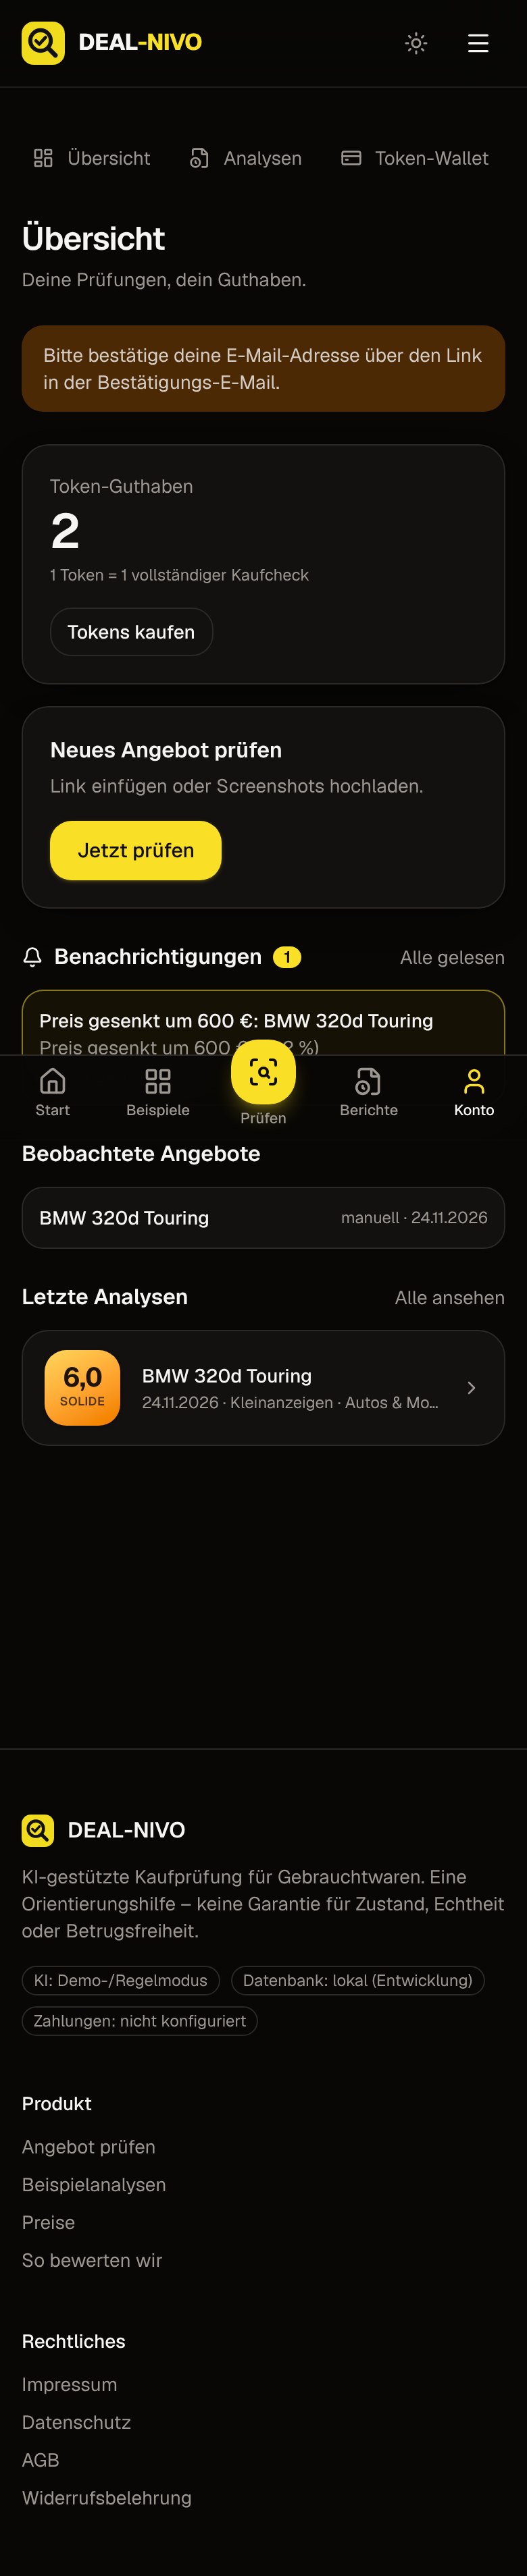 DEAL-NIVO
Übersicht
Analysen
Token-Wallet
Übersicht
Deine Prüfungen, dein Guthaben.
Bitte bestätige deine E-Mail-Adresse über den Link
in der Bestätigungs-E-Mail.
Token-Guthaben
2
1 Token = 1 vollständiger Kaufcheck
Tokens kaufen
Neues Angebot prüfen
Link einfügen oder Screenshots hochladen.
Jetzt prüfen
Benachrichtigungen 1
Alle gelesen
Preis gesenkt um 600 €: BMW 320d Touring
Preis gesenkt um 600 %)
Start
Beispiele
Prüfen
Berichte
Konto
Beobachtete Angebote
BMW 320d Touring
manuell · 24.11.2026
Letzte Analysen
Alle ansehen
6,0
SOLIDE
BMW 320d Touring
24.11.2026 · Kleinanzeigen · Autos & Mo...
DEAL-NIVO
KI-gestützte Kaufprüfung für Gebrauchtwaren. Eine
Orientierungshilfe – keine Garantie für Zustand, Echtheit
oder Betrugsfreiheit.
KI: Demo-/Regelmodus
Datenbank: lokal (Entwicklung)
Zahlungen: nicht konfiguriert
Produkt
Angebot prüfen
Beispielanalysen
Preise
So bewerten wir
Rechtliches
Impressum
Datenschutz
AGB
Widerrufsbelehrung